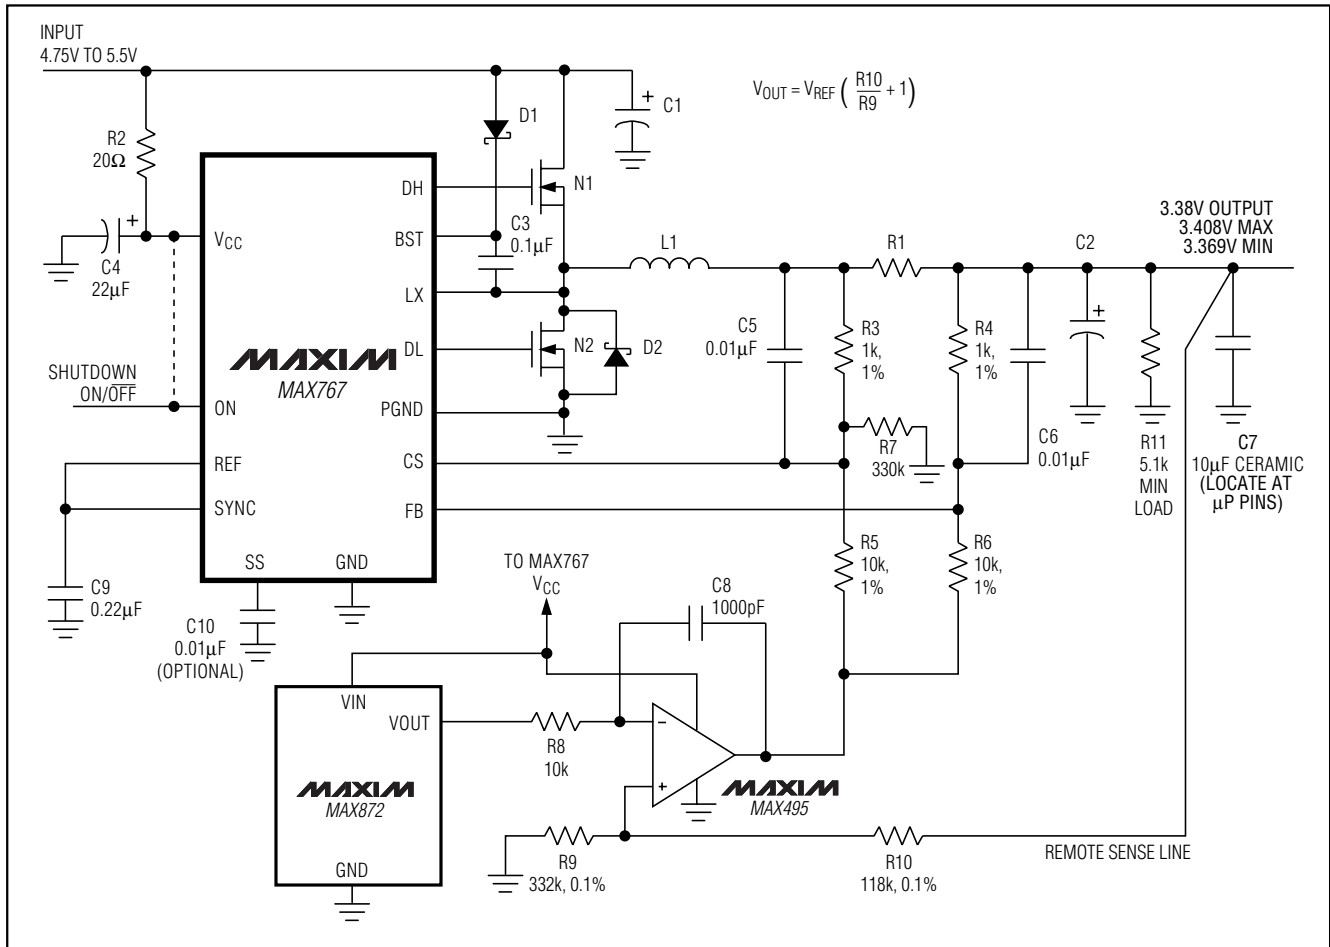 INPUT
4.75V TO 5.5V
VOUT = VREF ( R10
R9 + 1)
R2
20Ω
D1
C1
DH
N1
C3
0.1μF
BST
VCC
C4
22μF
LX
L1
R1
C2
3.38V OUTPUT
3.408V MAX
3.369V MIN
MAXIM
MAX767
DL
N2
D2
C5
0.01μF
R3
1k,
1%
R4
1k,
1%
SHUTDOWN
ON/OFF
ON
PGND
R7
330k
C6
0.01μF
R11
5.1k
MIN
LOAD
C7
10μF CERAMIC
(LOCATE AT
μP PINS)
REF
CS
SYNC
FB
SS
GND
C9
0.22μF
C10
0.01μF
(OPTIONAL)
TO MAX767
VCC
C8
1000pF
R5
10k,
1%
R6
10k,
1%
VIN
VOUT
R8
10k
MAXIM
MAX872
MAXIM
MAX495
GND
R9
332k, 0.1%
R10
118k, 0.1%
REMOTE SENSE LINE